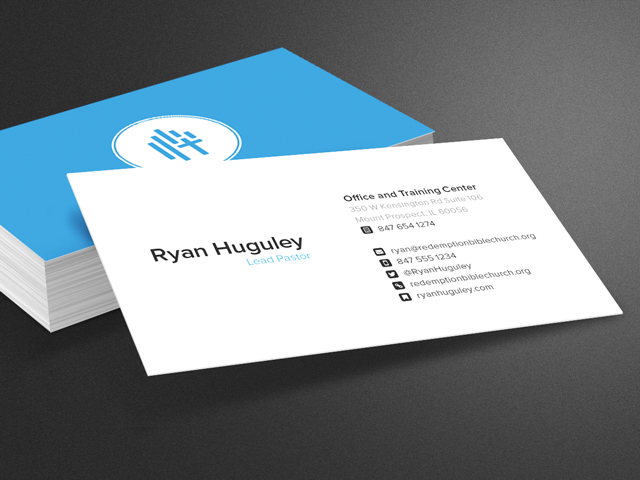 Ryan Huguley
Lead Pastor
Office and Training Center
350 W Kensington Rd Suite 106
Mount Prospect, IL 60056
847 654 1274
ryan@redemptionbiblechurch.org
847 555 1234
@RyanHuguley
redemptionbiblechurch.org
ryanhuguley.com